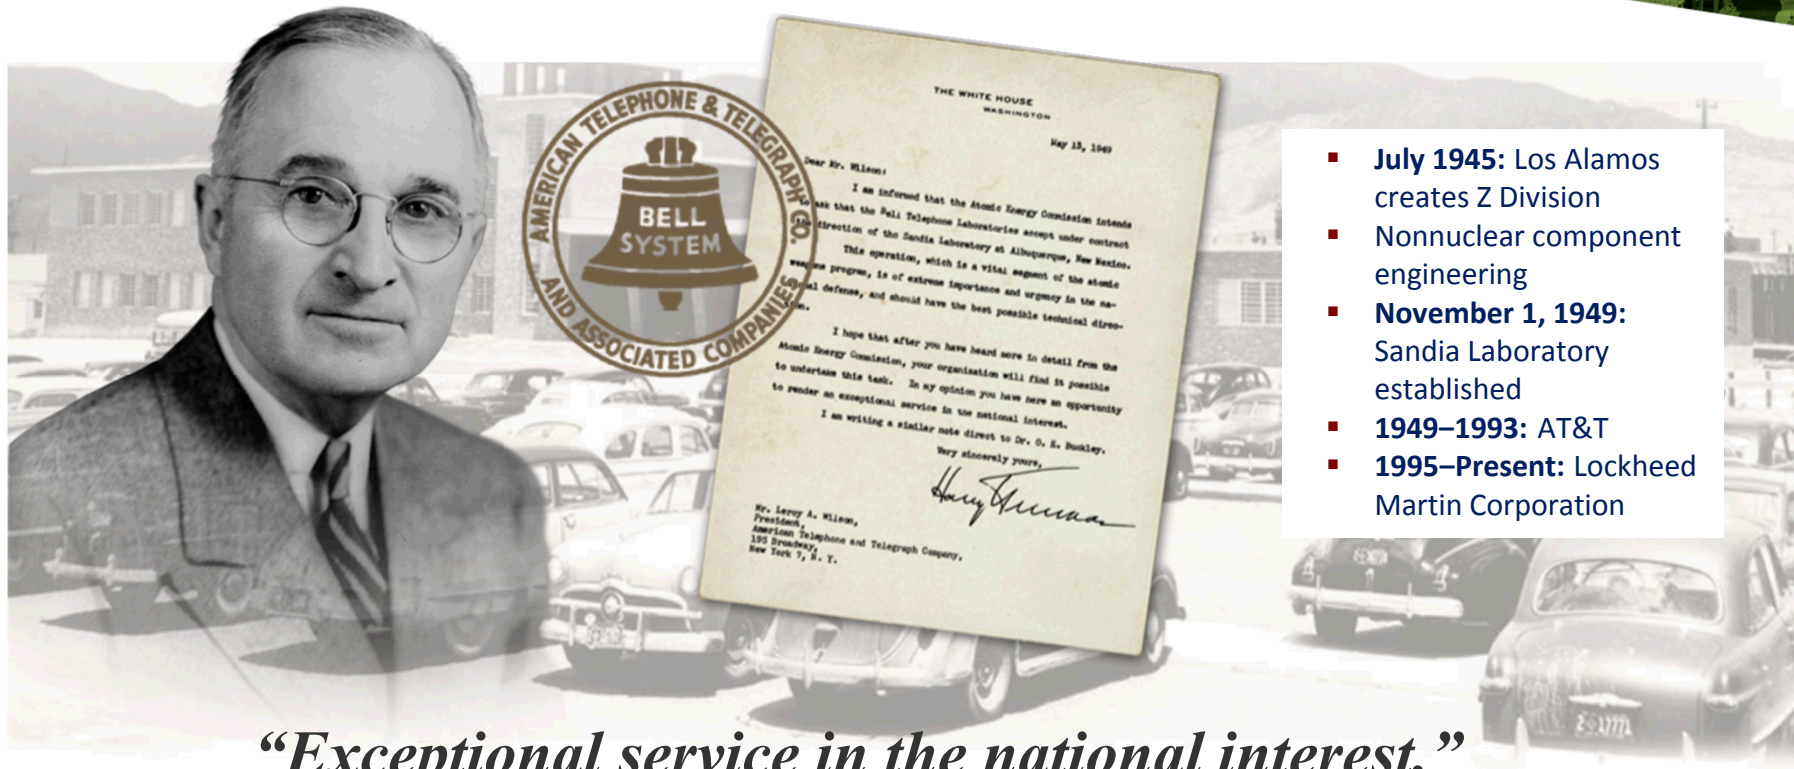 AMERICAN TELEPHONE & TELEGRAPH CO.
AND ASSOCIATED COMPANIES
BELL
SYSTEM
THE WHITE HOUSE
WASHINGTON
May 13, 1949
Dear Mr. Wilson:
I am informed that the Atomic Energy Commission intends
to ask that the Bell Telephone Laboratories accept under contract
the direction of the Sandia Laboratory at Albuquerque, New Mexico.
This operation, which is a vital segment of the atomic
weapons program, is of extreme importance and urgency in the na-
tional defense, and should have the best possible technical direc-
tion.
I hope that after you have heard more in detail from the
Atomic Energy Commission, your organization will find it possible
to undertake this task. In my opinion you have here an opportunity
to render an exceptional service in the national interest.
I am writing a similar note direct to Dr. O. E. Buckley.
Very sincerely yours,
Harry Truman
Mr. Leroy A. Wilson,
President,
American Telephone and Telegraph Company,
195 Broadway,
New York 7, N. Y.
▪ July 1945: Los Alamos
creates Z Division
▪ Nonnuclear component
engineering
▪ November 1, 1949:
Sandia Laboratory
established
▪ 1949–1993: AT&T
▪ 1995–Present: Lockheed
Martin Corporation
“Exceptional service in the national interest.”